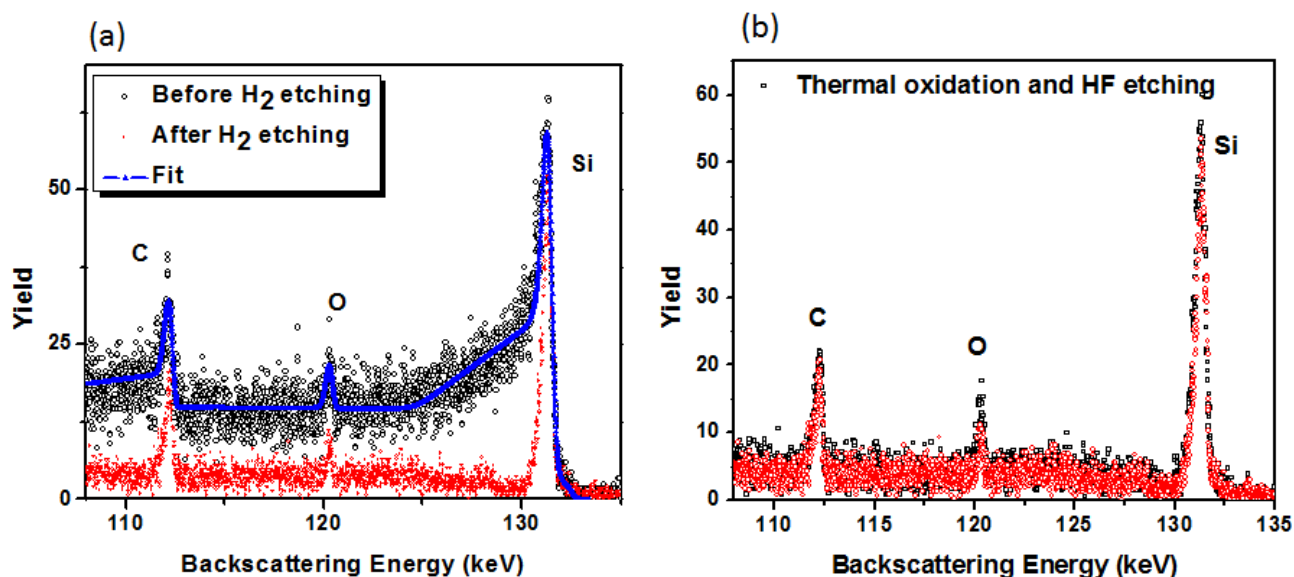 (a)
Before H2 etching
After H2 etching
Fit
C
O
Si
50
25
0
110
120
130
Yield
Backscattering Energy (keV)
(b)
Thermal oxidation and HF etching
Si
C
O
60
50
40
30
20
10
0
110
115
120
125
130
135
Yield
Backscattering Energy (keV)